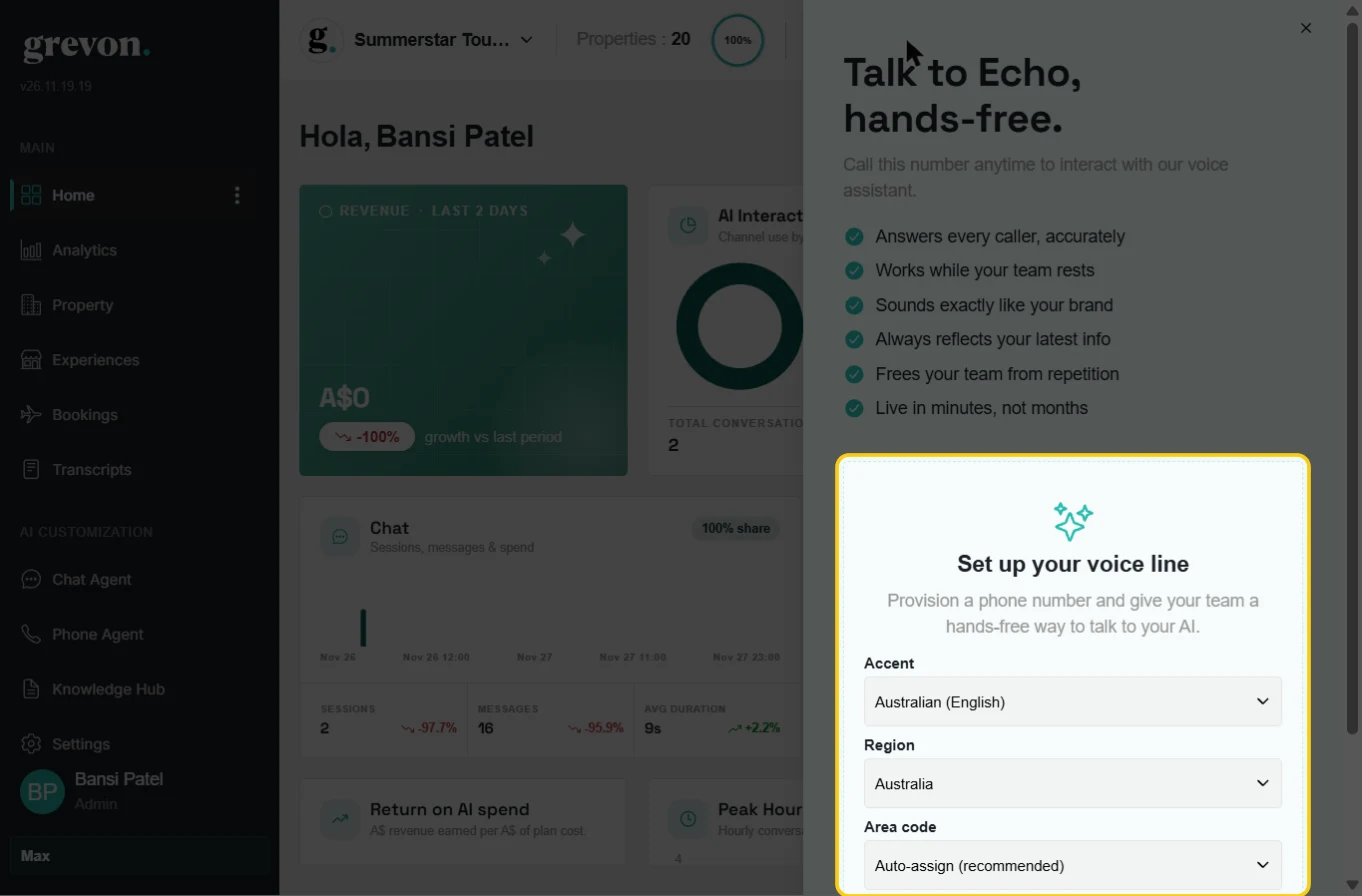 grevon.
v26.11.19.19
MAIN
Home
Analytics
Property
Experiences
Bookings
Transcripts
AI CUSTOMIZATION
Chat Agent
Phone Agent
Knowledge Hub
Settings
BP
Bansi Patel
Admin
Max
g.
Summerstar Tou...
Properties : 20
100%
Hola, Bansi Patel
REVENUE · LAST 2 DAYS
A$0
-100%
growth vs last period
AI Interact
Channel use by
TOTAL CONVERSATIO
2
Chat
Sessions, messages & spend
100% share
Nov 26
Nov 26 12:00
Nov 27
Nov 27 11:00
Nov 27 23:00
SESSIONS
2
-97.7%
MESSAGES
16
-95.9%
AVG DURATION
9s
+2.2%
Return on AI spend
A$ revenue earned per A$ of plan cost.
Peak Hour
Hourly convers
4
Talk to Echo,
hands-free.
Call this number anytime to interact with our voice
assistant.
Answers every caller, accurately
Works while your team rests
Sounds exactly like your brand
Always reflects your latest info
Frees your team from repetition
Live in minutes, not months
Set up your voice line
Provision a phone number and give your team a
hands-free way to talk to your AI.
Accent
Australian (English)
Region
Australia
Area code
Auto-assign (recommended)